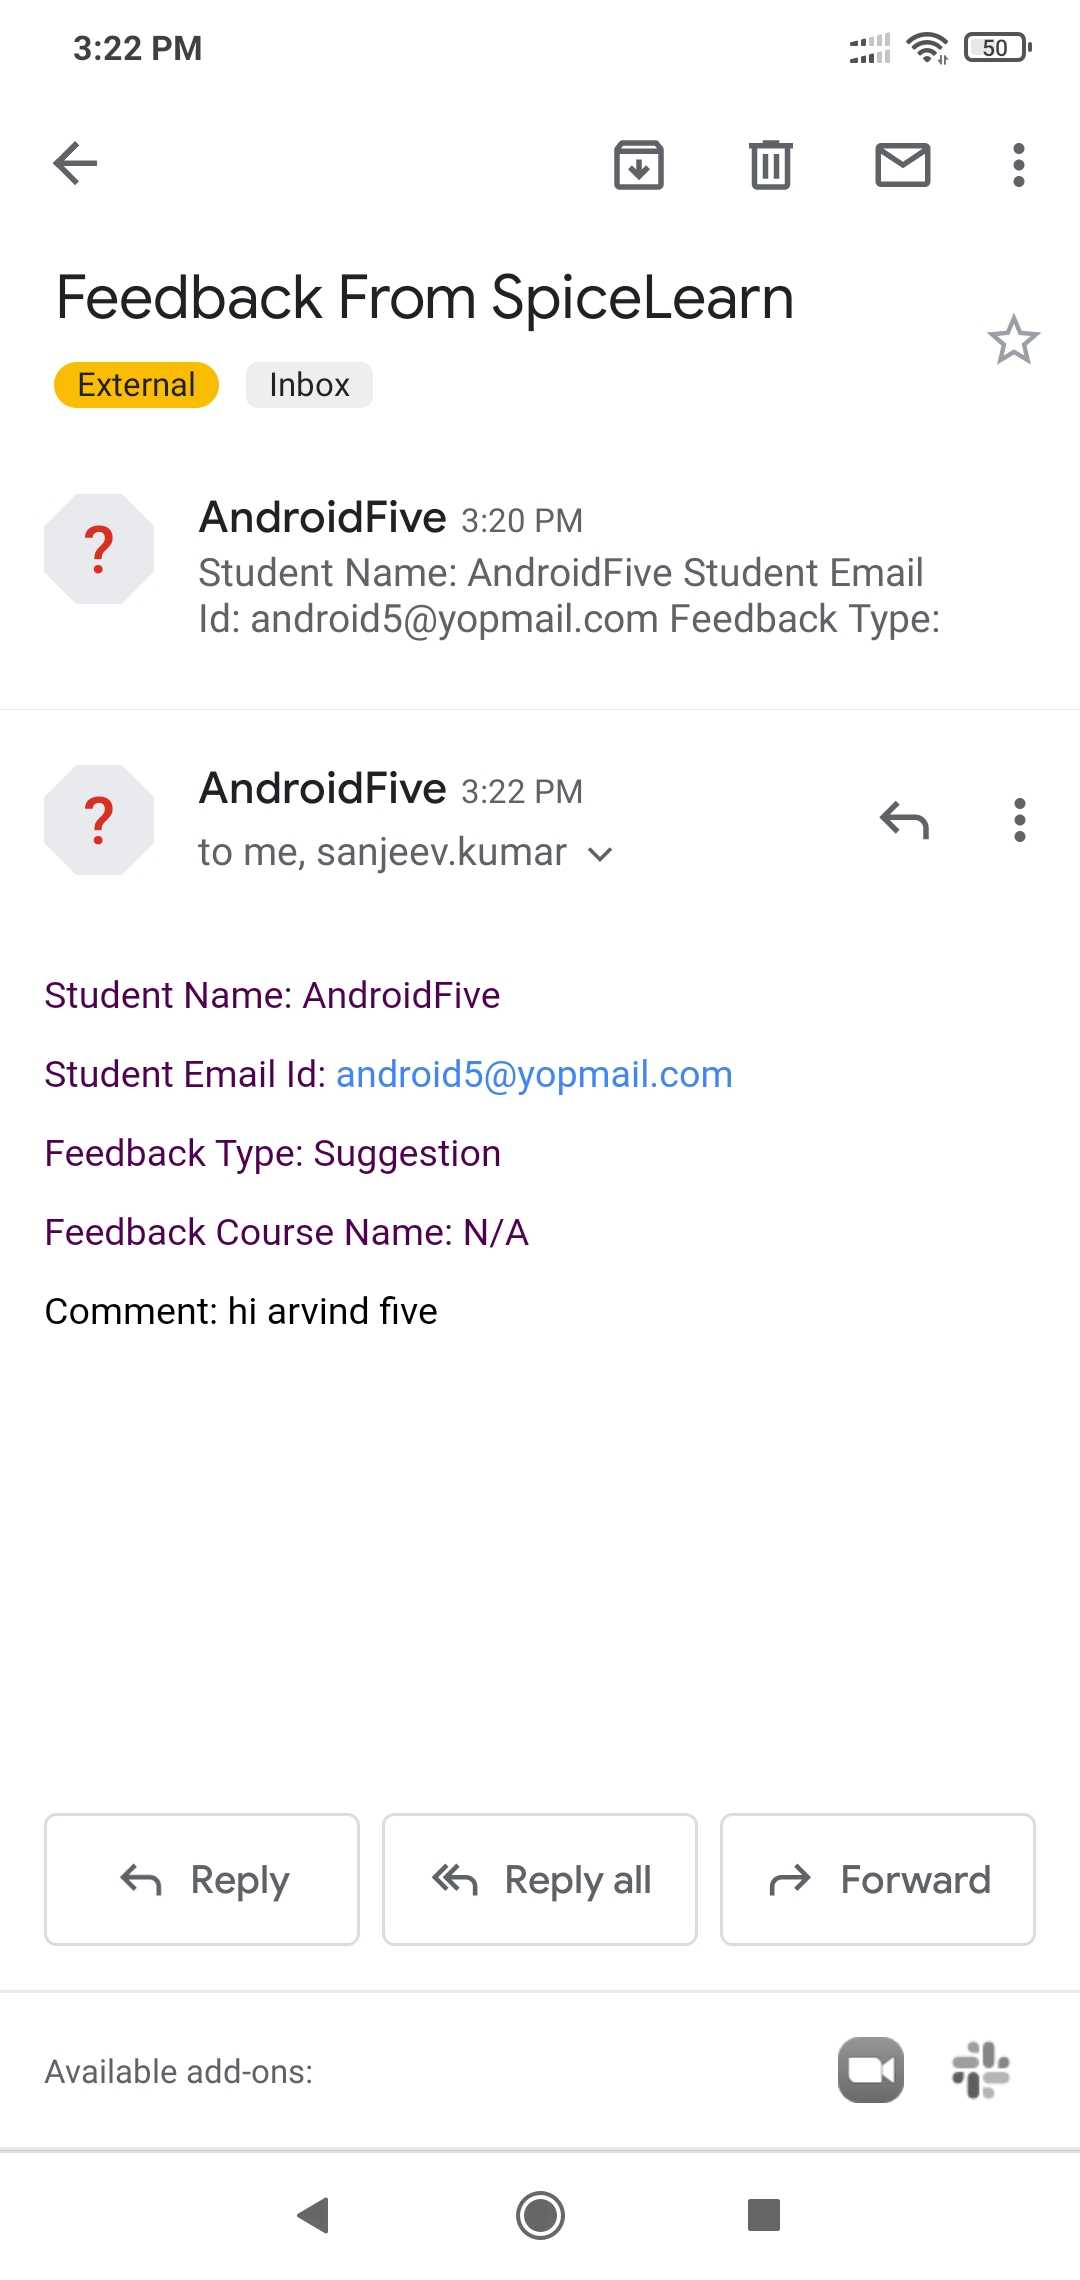 3:22 PM
50
Feedback From SpiceLearn
External
Inbox
?
AndroidFive 3:20 PM
Student Name: AndroidFive Student Email
Id: android5@yopmail.com Feedback Type:
?
AndroidFive 3:22 PM
to me, sanjeev.kumar
Student Name: AndroidFive
Student Email Id: android5@yopmail.com
Feedback Type: Suggestion
Feedback Course Name: N/A
Comment: hi arvind five
Reply
Reply all
Forward
Available add-ons: